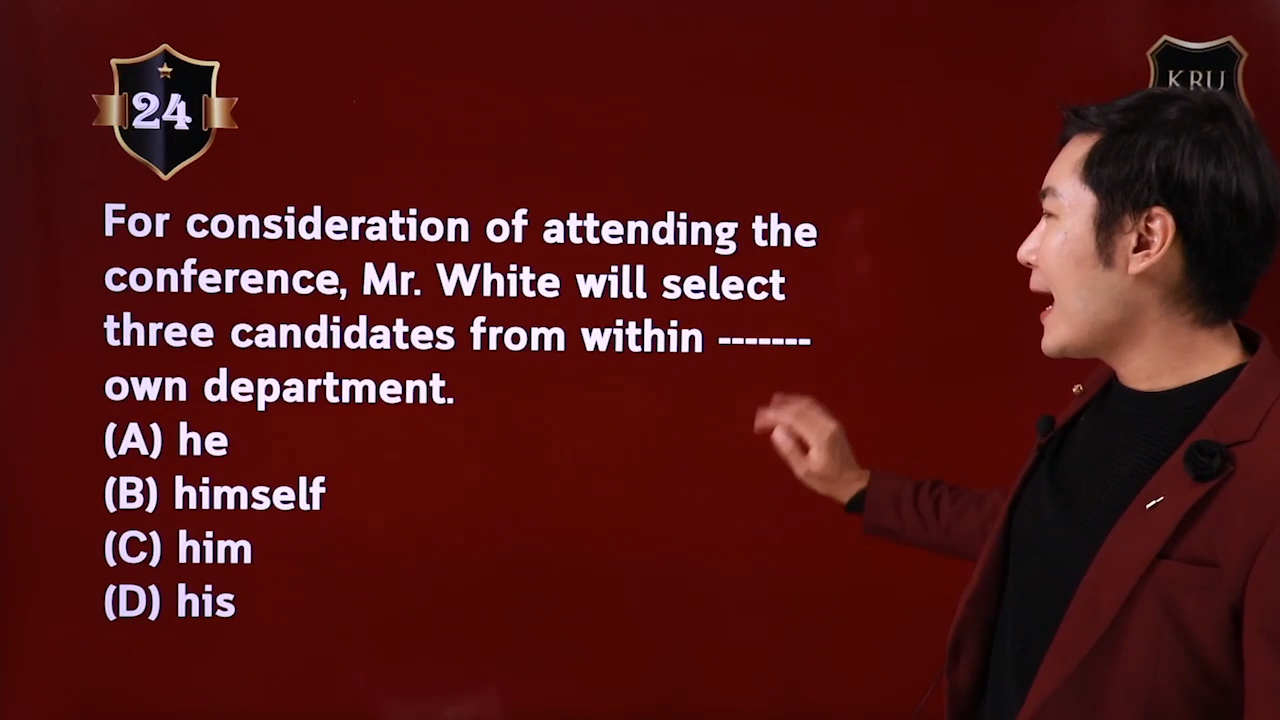 24
KRU
For consideration of attending the
conference, Mr. White will select
three candidates from within -------
own department.
(A) he
(B) himself
(C) him
(D) his